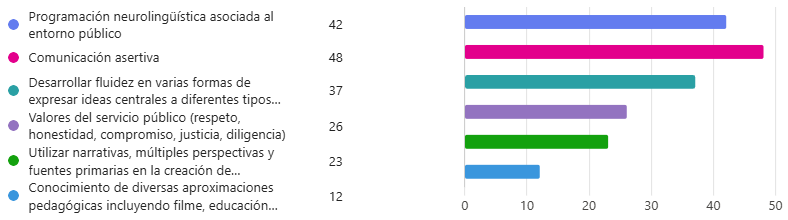 Programación neurolingüística asociada al
entorno público
42
Comunicación asertiva
48
Desarrollar fluidez en varias formas de
expresar ideas centrales a diferentes tipos...
37
Valores del servicio público (respeto,
honestidad, compromiso, justicia, diligencia)
26
Utilizar narrativas, múltiples perspectivas y
fuentes primarias en la creación de...
23
Conocimiento de diversas aproximaciones
pedagógicas incluyendo filme, educación...
12
0 10 20 30 40 50